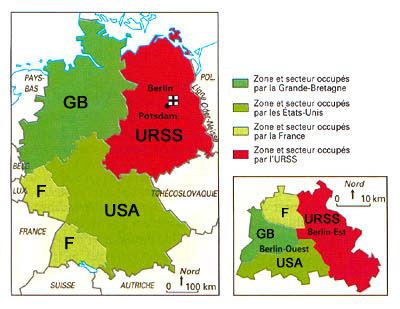 PAYS-
BAS
GB
POL.
Berlin
Potsdam
Ligne Oder-Neisse
URSS
BELG.
LUX.
F
USA
TCHÉCOSLOVAQUIE
FRANCE
F
SUISSE
AUTRICHE
Nord
0 100 km
Zone et secteur occupés
par la Grande-Bretagne
Zone et secteur occupés
par les États-Unis
Zone et secteur occupés
par la France
Zone et secteur occupés
par l'URSS
Nord
0 10 km
F
URSS
GB
Berlin-Est
Berlin-Ouest
USA